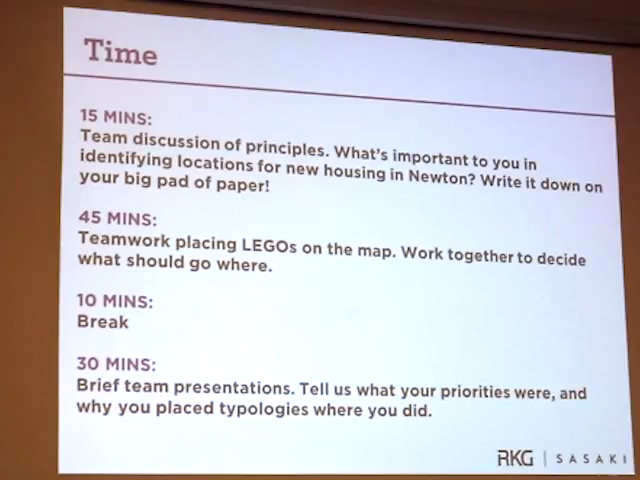 Time
15 MINS:
Team discussion of principles. What's important to you in
identifying locations for new housing in Newton? Write it down on
your big pad of paper!
45 MINS:
Teamwork placing LEGOs on the map. Work together to decide
what should go where.
10 MINS:
Break
30 MINS:
Brief team presentations. Tell us what your priorities were, and
why you placed typologies where you did.
RKG | SASAKI